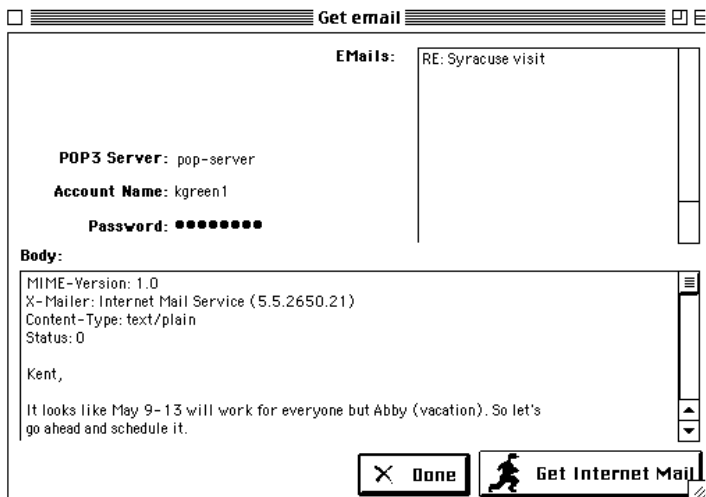 Get email
EMails:
RE: Syracuse visit
POP3 Server: pop-server
Account Name: kgreen1
Password: ●●●●●●●●
Body:
MIME-Version: 1.0
X-Mailer: Internet Mail Service (5.5.2650.21)
Content-Type: text/plain
Status: O
Kent,
It looks like May 9-13 will work for everyone but Abby (vacation). So let's
go ahead and schedule it.
Done
Get Internet Mail